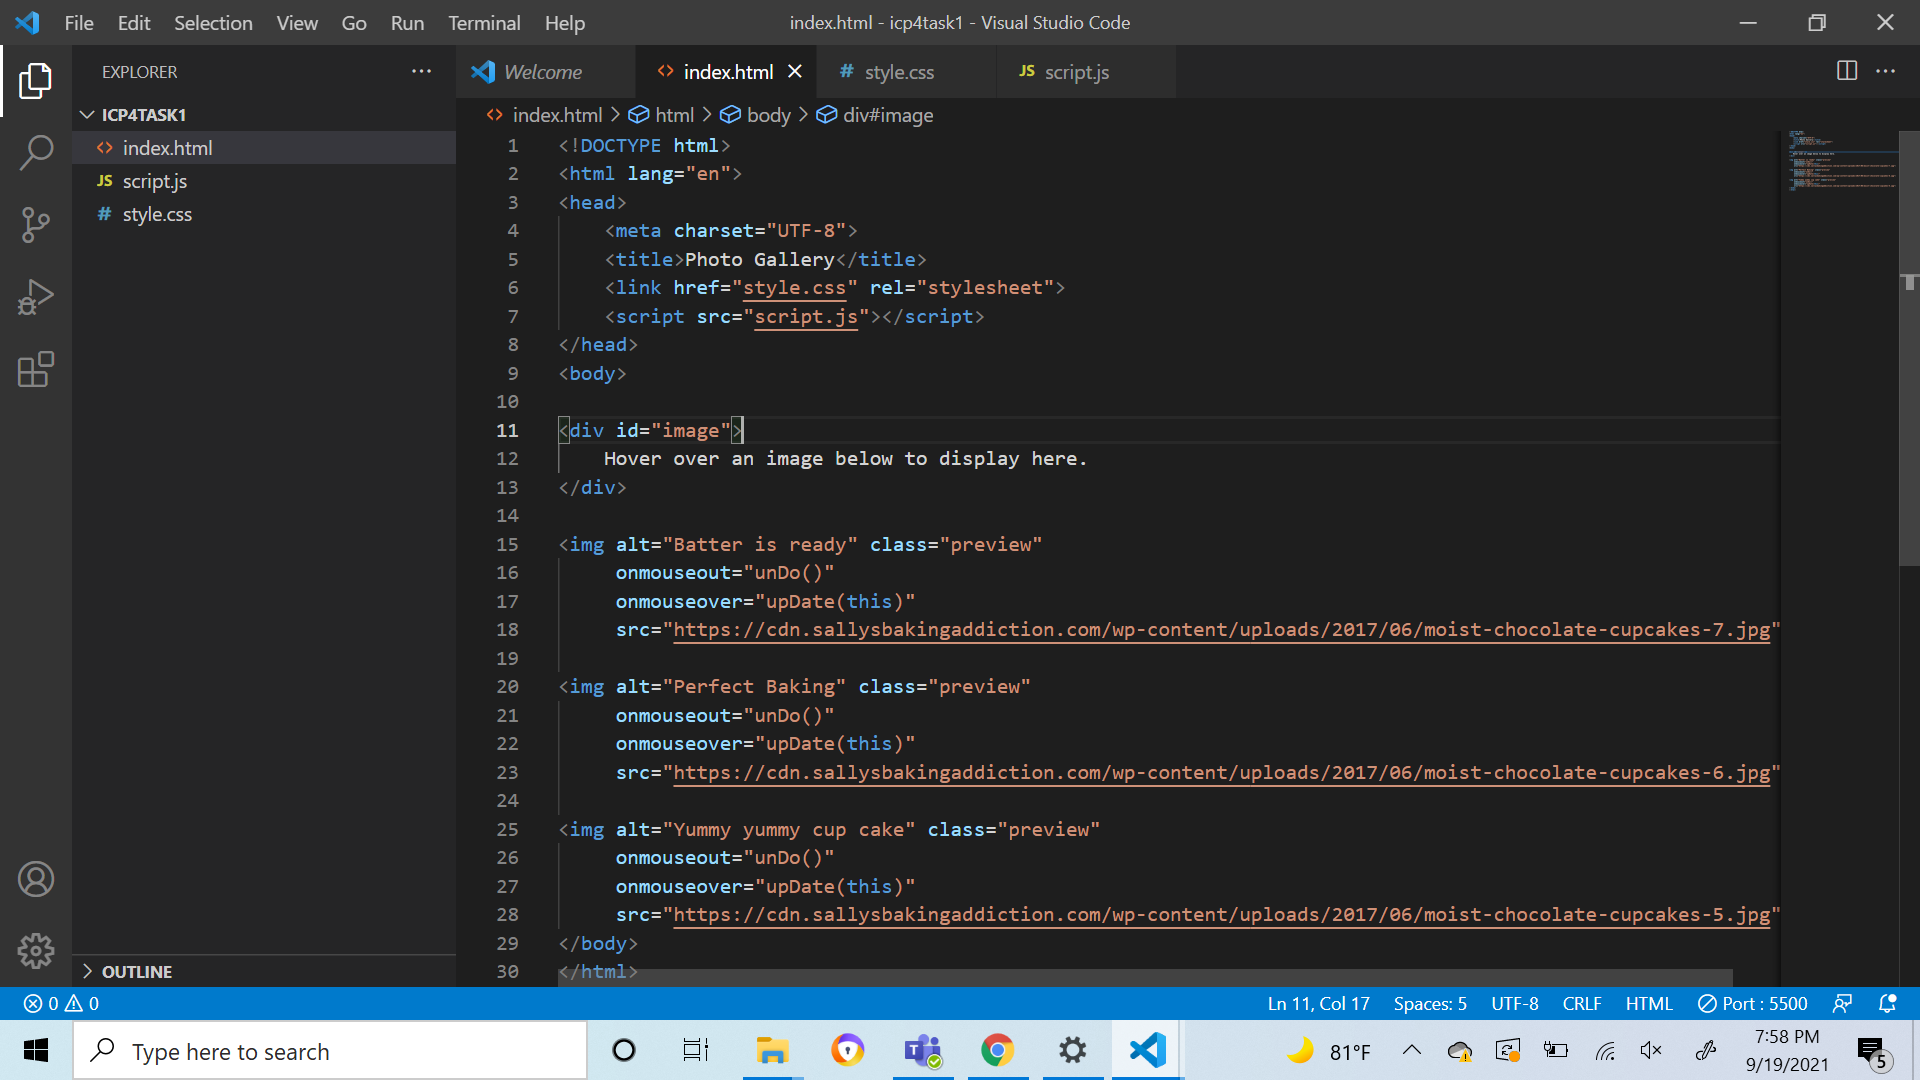 File Edit Selection View Go Run Terminal Help index.html - icp4task1 - Visual Studio Code
EXPLORER
Welcome index.html style.css script.js
ICP4TASK1
index.html
script.js
style.css
index.html > html > body > div#image
1 <!DOCTYPE html>
2 <html lang="en">
3 <head>
4 <meta charset="UTF-8">
5 <title>Photo Gallery</title>
6 <link href="style.css" rel="stylesheet">
7 <script src="script.js"></script>
8 </head>
9 <body>
10
11 <div id="image">
12 Hover over an image below to display here.
13 </div>
14
15 <img alt="Batter is ready" class="preview"
16 onmouseout="unDo()"
17 onmouseover="upDate(this)"
18 src="https://cdn.sallysbakingaddiction.com/wp-content/uploads/2017/06/moist-chocolate-cupcakes-7.jpg"
19
20 <img alt="Perfect Baking" class="preview"
21 onmouseout="unDo()"
22 onmouseover="upDate(this)"
23 src="https://cdn.sallysbakingaddiction.com/wp-content/uploads/2017/06/moist-chocolate-cupcakes-6.jpg"
24
25 <img alt="Yummy yummy cup cake" class="preview"
26 onmouseout="unDo()"
27 onmouseover="upDate(this)"
28 src="https://cdn.sallysbakingaddiction.com/wp-content/uploads/2017/06/moist-chocolate-cupcakes-5.jpg"
29 </body>
30 </html>
OUTLINE
0 0 Ln 11, Col 17 Spaces: 5 UTF-8 CRLF HTML Port : 5500
Type here to search
81°F
7:58 PM
9/19/2021
5